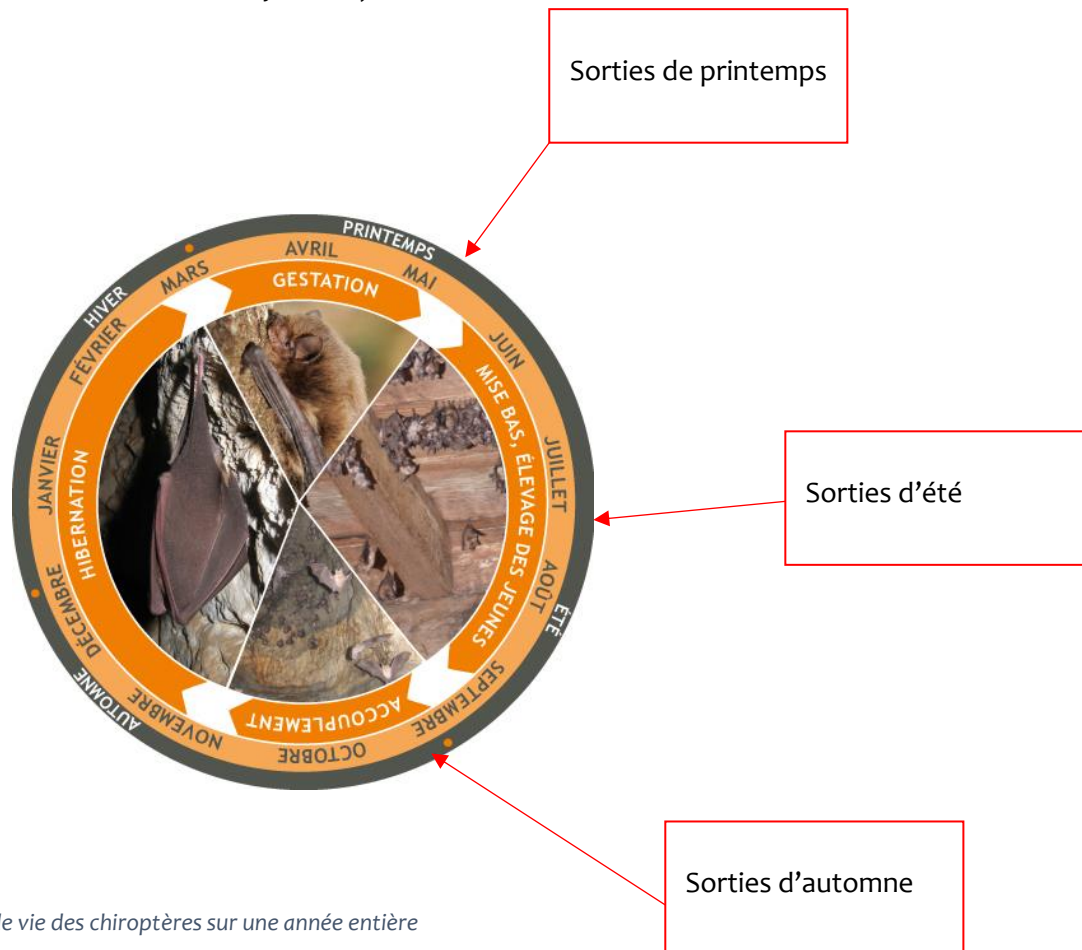 Sorties de printemps
PRINTEMPS
AVRIL
MAI
MARS
GESTATION
HIVER
FÉVRIER
JUIN
MISE BAS, ÉLEVAGE DES JEUNES
JANVIER
JUILLET
HIBERNATION
Sorties d’été
AOÛT
ÉTÉ
DÉCEMBRE
AUTOMNE
NOVEMBRE
SEPTEMBRE
ACCOUPLEMENT
OCTOBRE
Sorties d’automne
vie des chiroptères sur une année entière